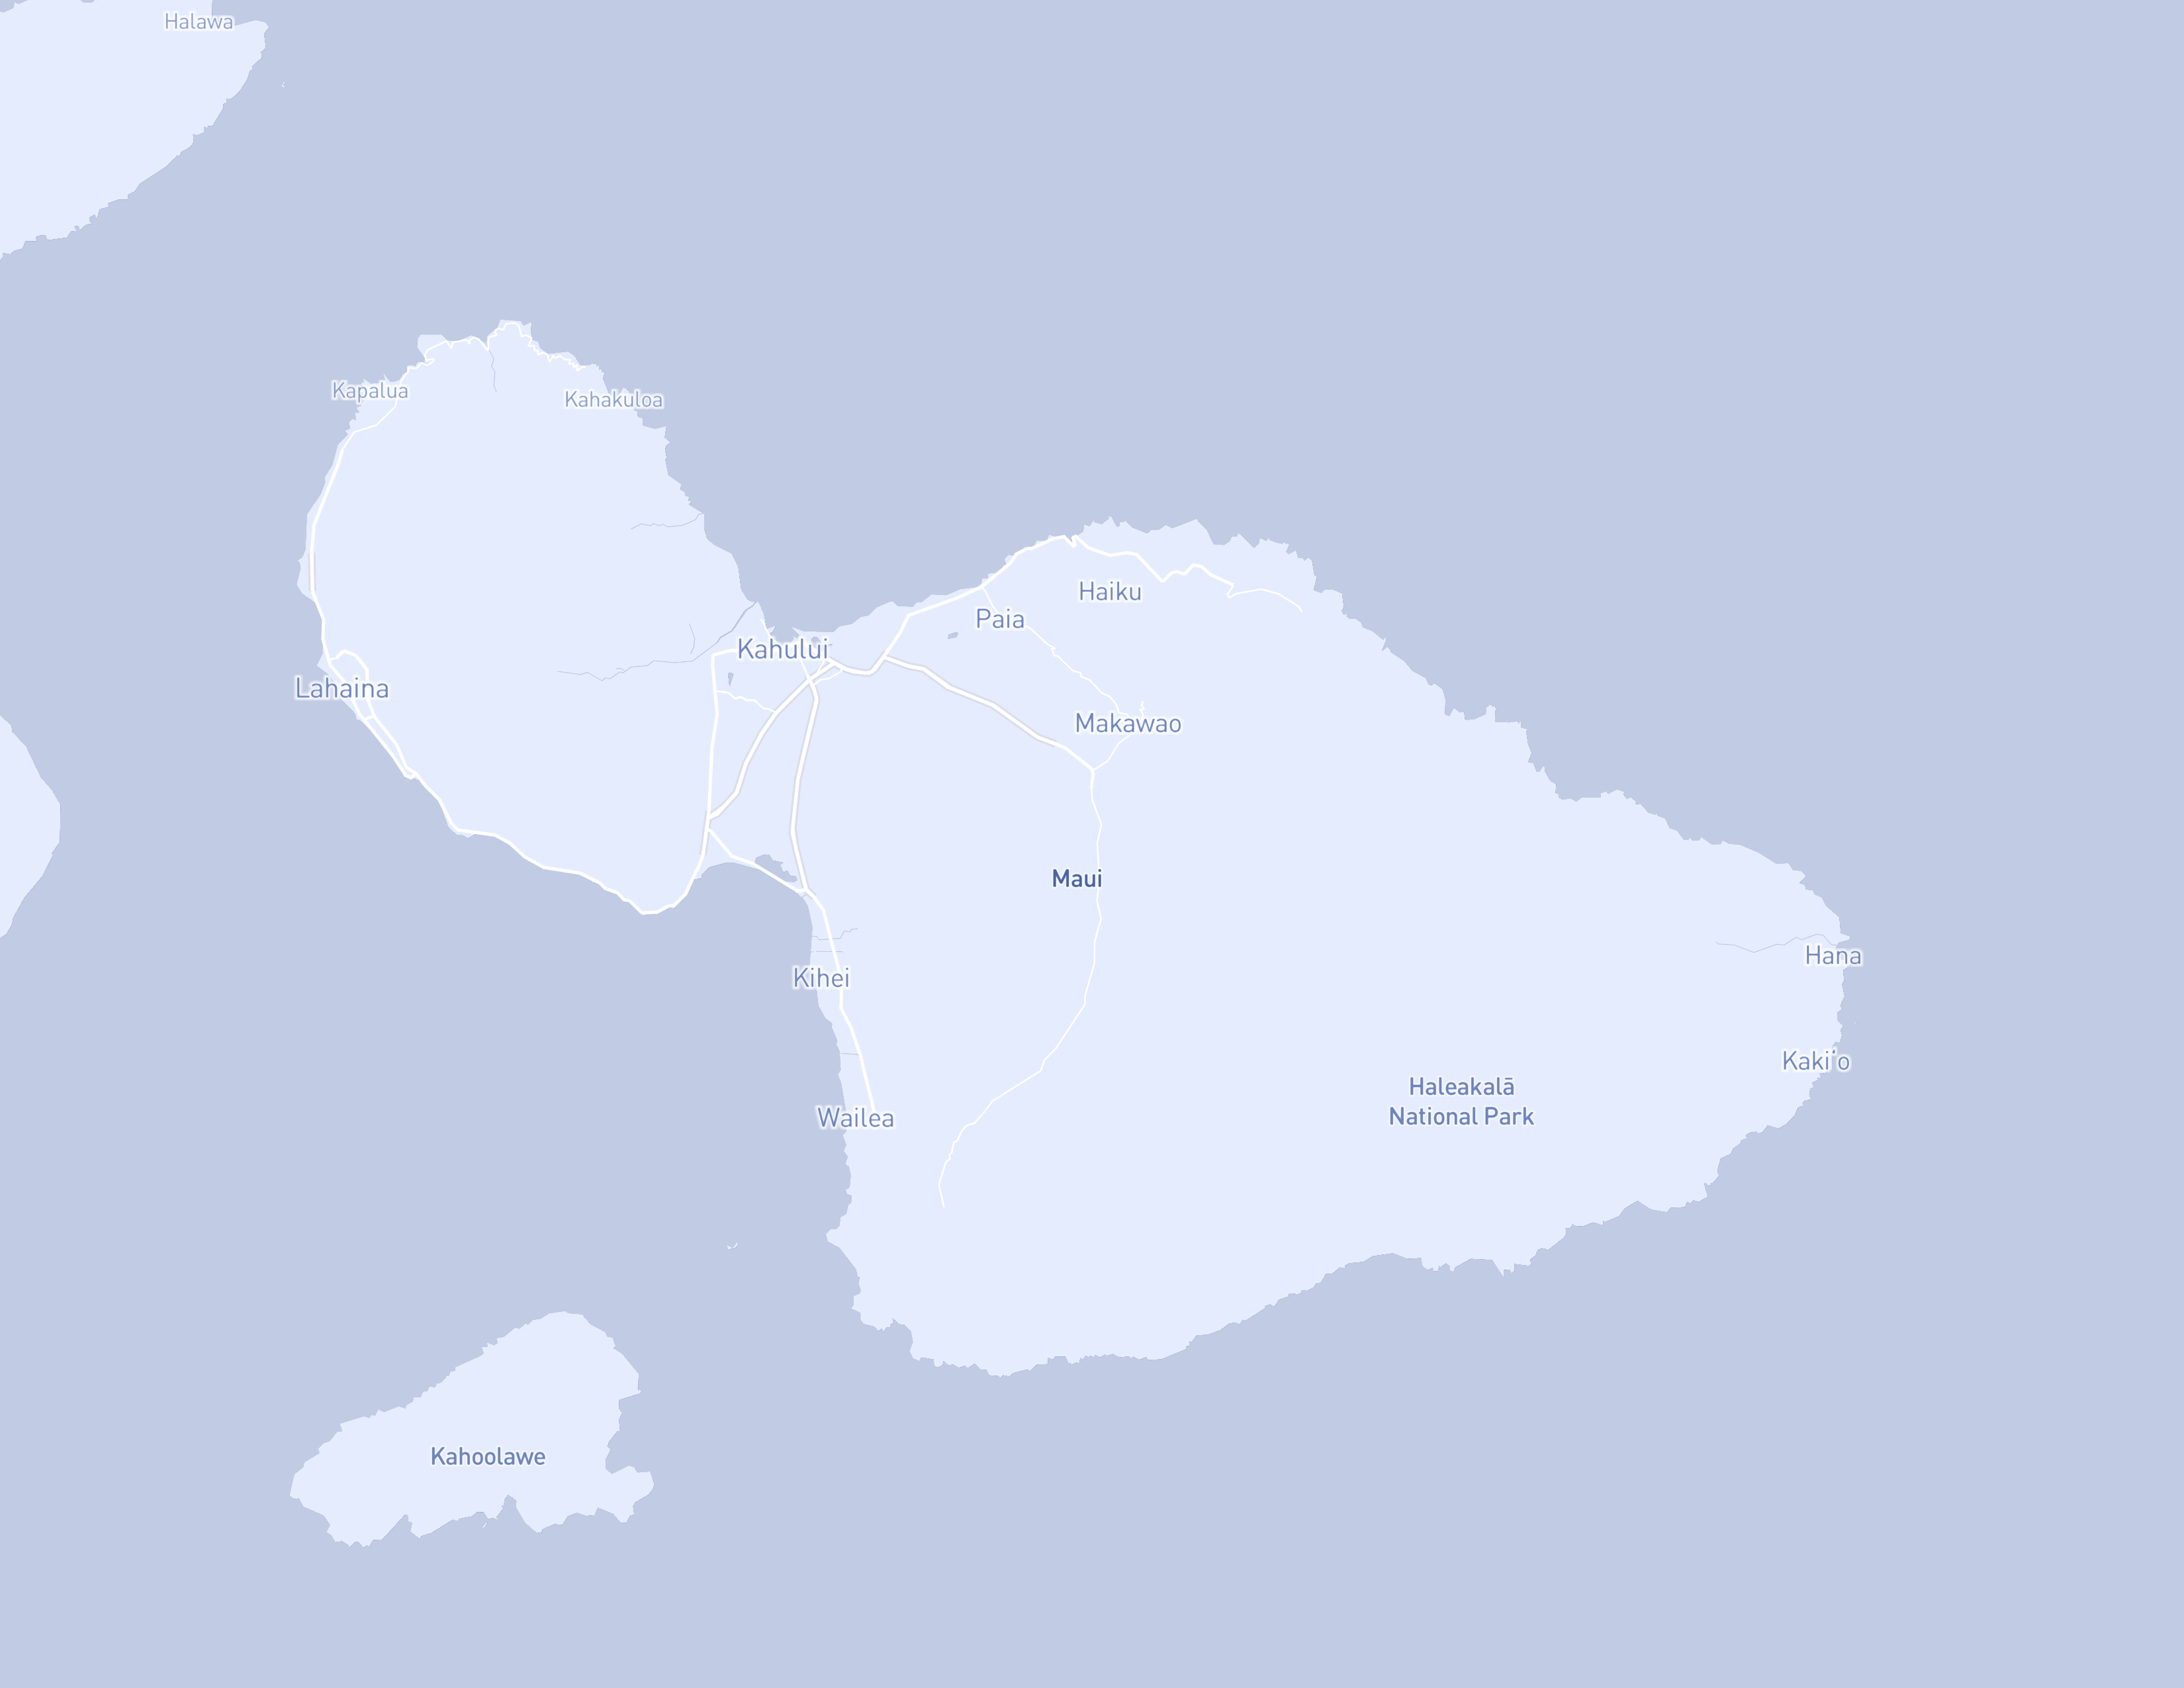 Halawa
Kapalua
Kahakuloa
Haiku
Paia
Kahului
Lahaina
Makawao
Maui
Hana
Kihei
Kaki‘o
Haleakalā
National Park
Wailea
Kahoolawe